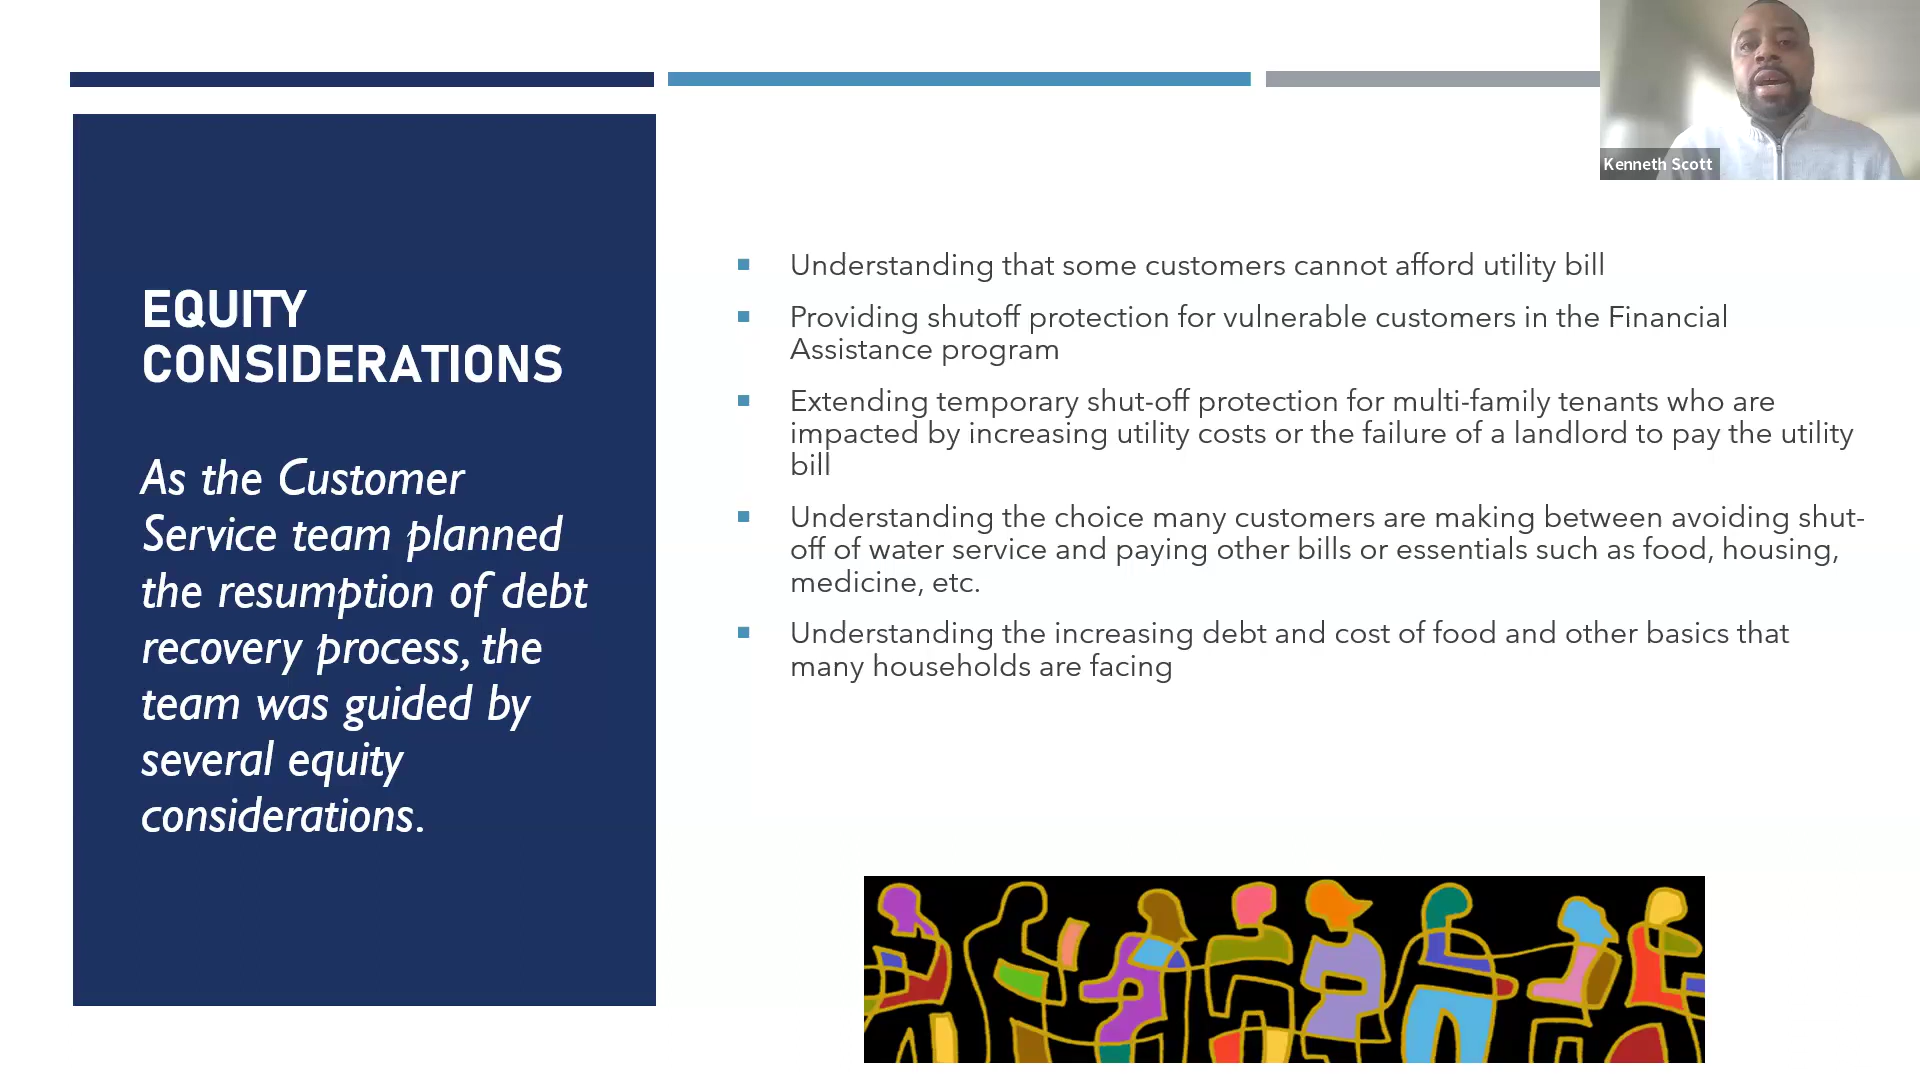 Kenneth Scott
EQUITY
CONSIDERATIONS
As the Customer
Service team planned
the resumption of debt
recovery process, the
team was guided by
several equity
considerations.
Understanding that some customers cannot afford utility bill
Providing shutoff protection for vulnerable customers in the Financial
Assistance program
Extending temporary shut-off protection for multi-family tenants who are
impacted by increasing utility costs or the failure of a landlord to pay the utility
bill
Understanding the choice many customers are making between avoiding shut-
off of water service and paying other bills or essentials such as food, housing,
medicine, etc.
Understanding the increasing debt and cost of food and other basics that
many households are facing